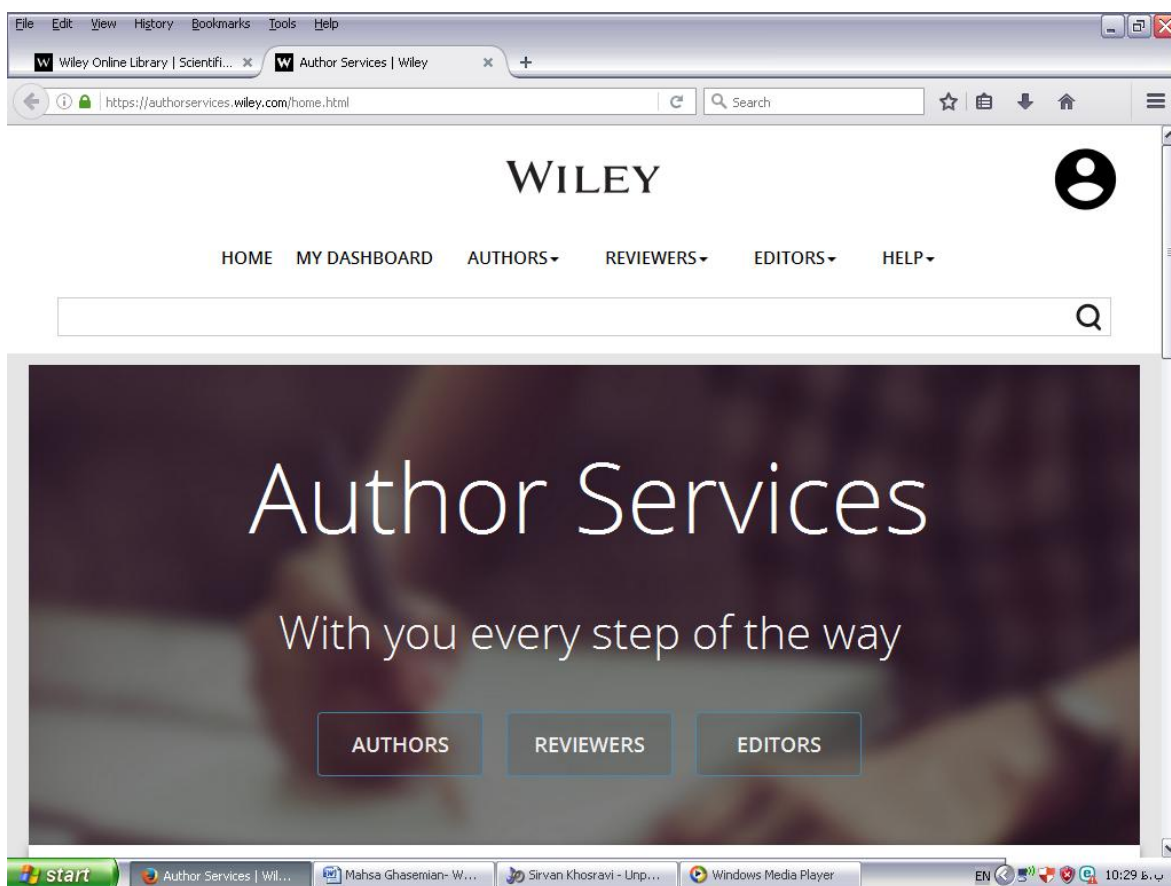 File Edit View History Bookmarks Tools Help
Wiley Online Library | Scientifi... Author Services | Wiley
https://authorservices.wiley.com/home.html Search
WILEY
HOME MY DASHBOARD AUTHORS REVIEWERS EDITORS HELP
Author Services
With you every step of the way
AUTHORS REVIEWERS EDITORS
start Author Services | Wil... Mahsa Ghasemian- W... Sirvan Khosravi - Unp... Windows Media Player EN 10:29 ب.ظ